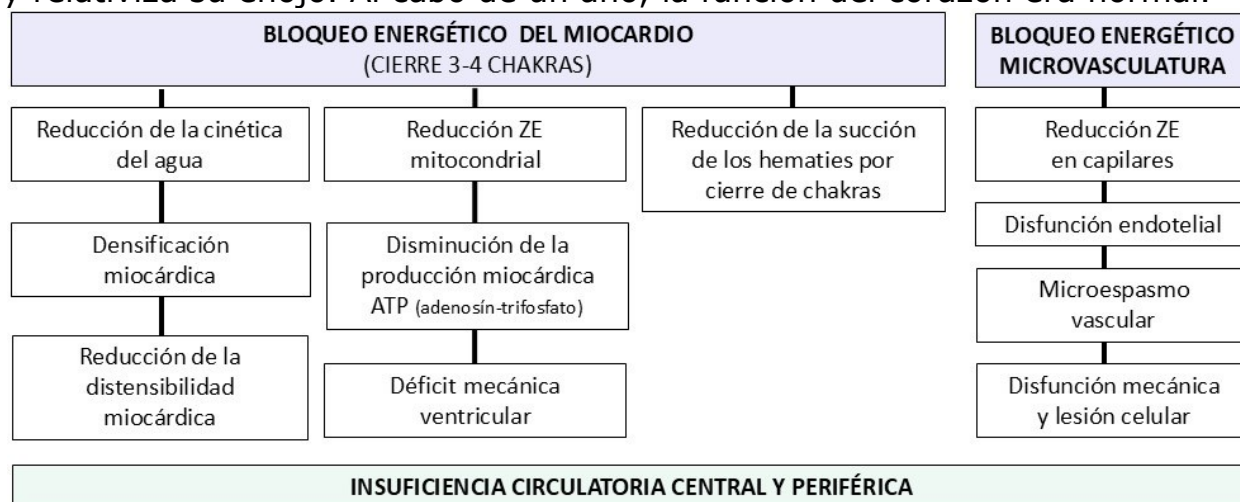 y relativiza su enojo. Al cabo de un año, la función del corazón era normal.
BLOQUEO ENERGÉTICO DEL MIOCARDIO
(CIERRE 3-4 CHAKRAS)
Reducción de la cinética
del agua
Densificación
miocárdica
Reducción de la
distensibilidad
miocárdica
Reducción ZE
mitocondrial
Disminución de la
producción miocárdica
ATP (adenosín-trifosfato)
Déficit mecánica
ventricular
Reducción de la succión
de los hematies por
cierre de chakras
BLOQUEO ENERGÉTICO
MICROVASCULATURA
Reducción ZE
en capilares
Disfunción endotelial
Microespasmo
vascular
Disfunción mecánica
y lesión celular
INSUFICIENCIA CIRCULATORIA CENTRAL Y PERIFÉRICA